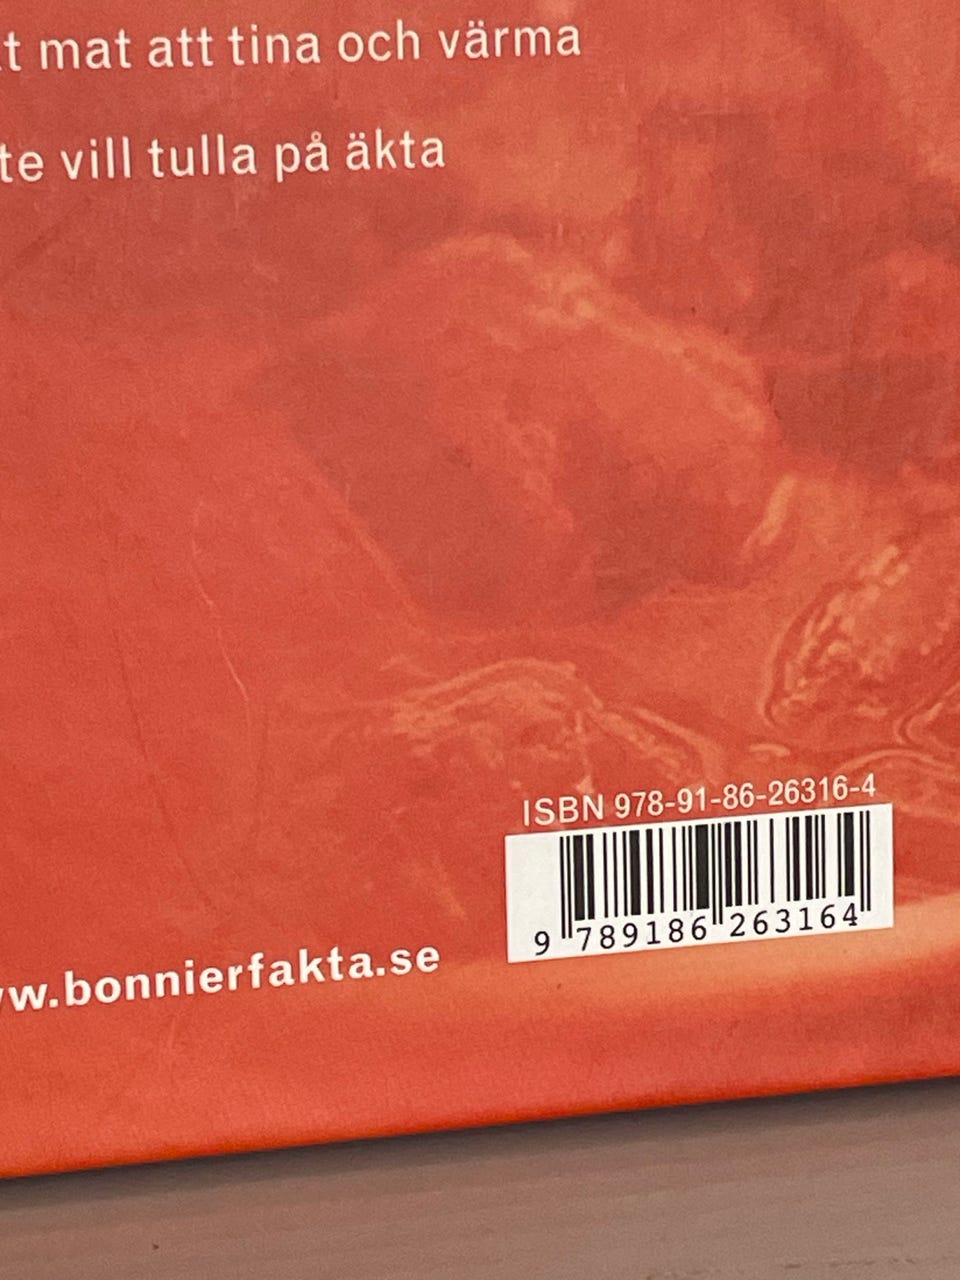 mat att tina och värma
vill tulla på äkta
ISBN 978-91-86-26316-4
9 789186 263164
w.bonnierfakta.se